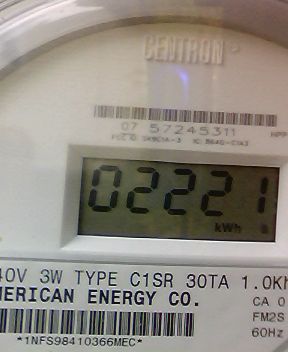 CENTRON®
07 57245311
02221
kWh
40V 3W TYPE C1SR 30TA 1.0Kh
MERICAN ENERGY CO.
CA 0
FM2S
60Hz
*1NFS98410366MEC*